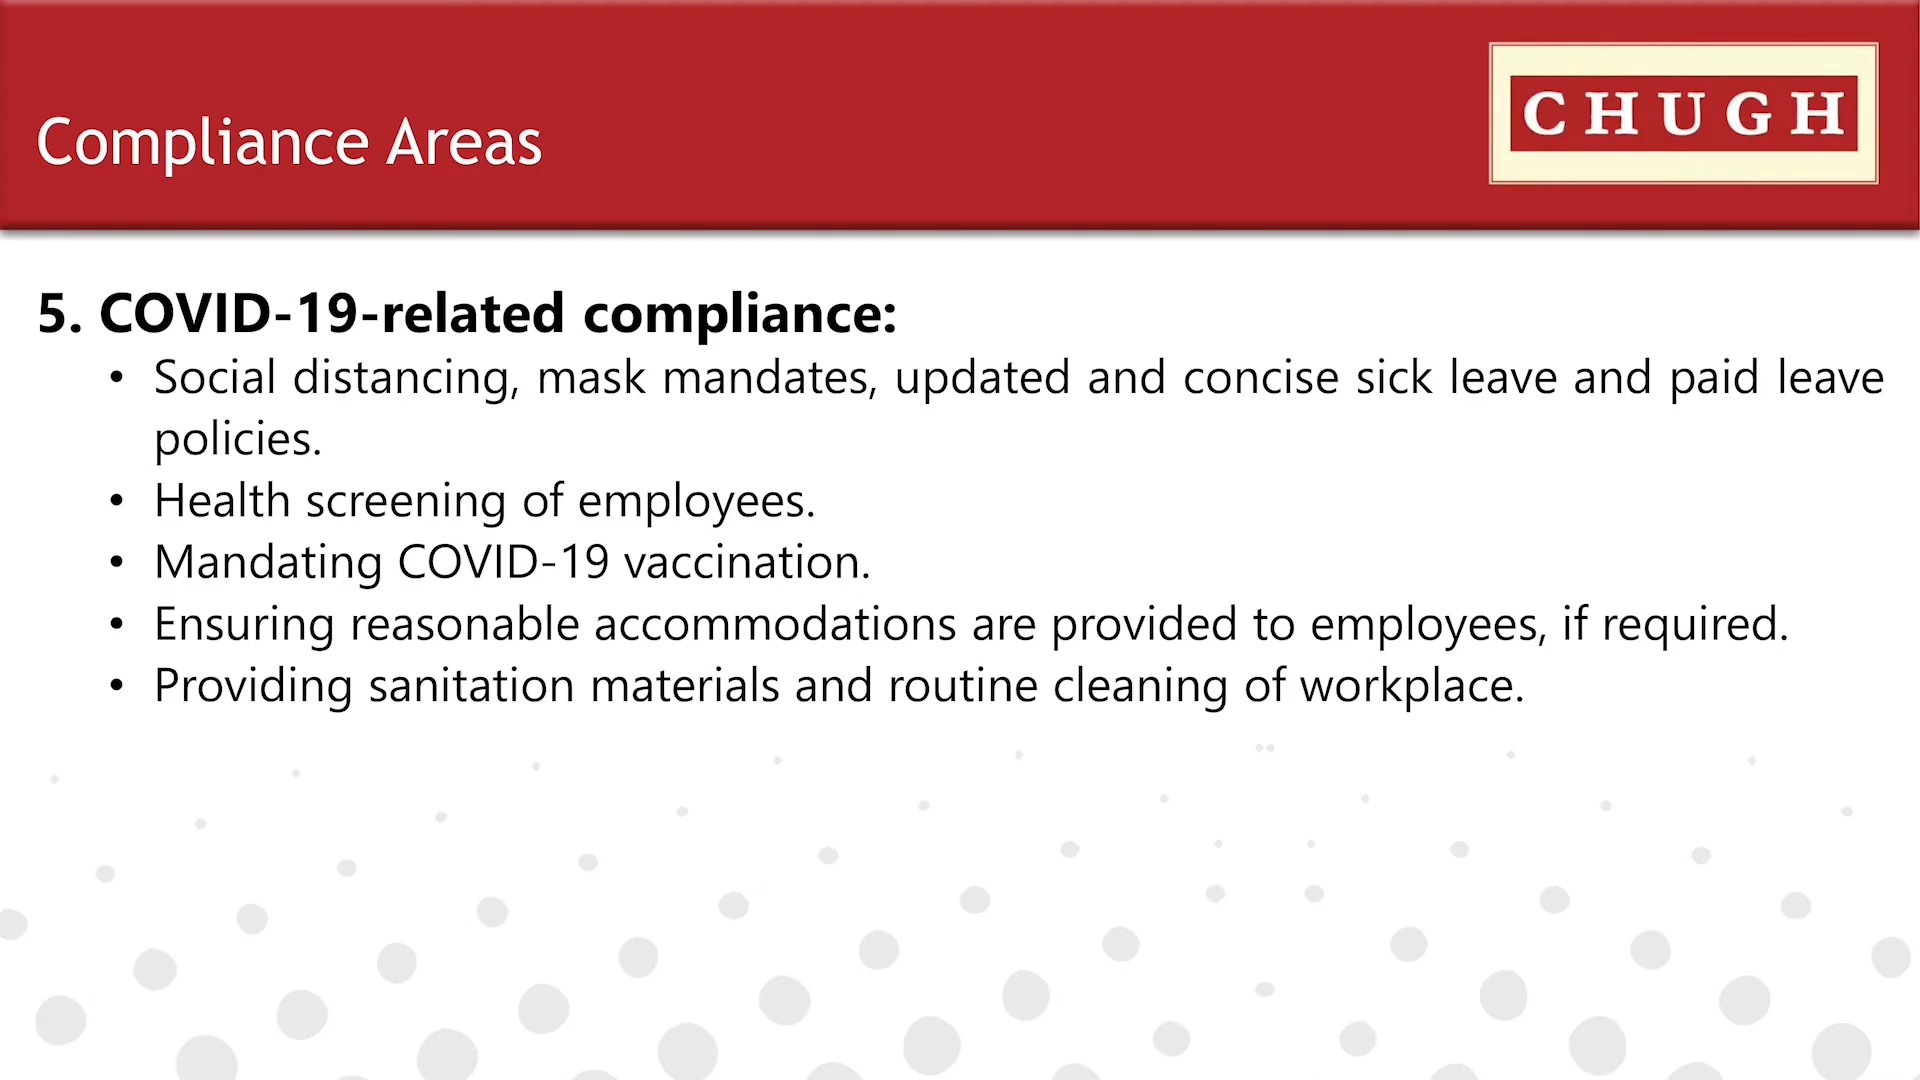 CHUGH
Compliance Areas
5. COVID-19-related compliance:
• Social distancing, mask mandates, updated and concise sick leave and paid leave
policies.
• Health screening of employees.
• Mandating COVID-19 vaccination.
• Ensuring reasonable accommodations are provided to employees, if required.
• Providing sanitation materials and routine cleaning of workplace.